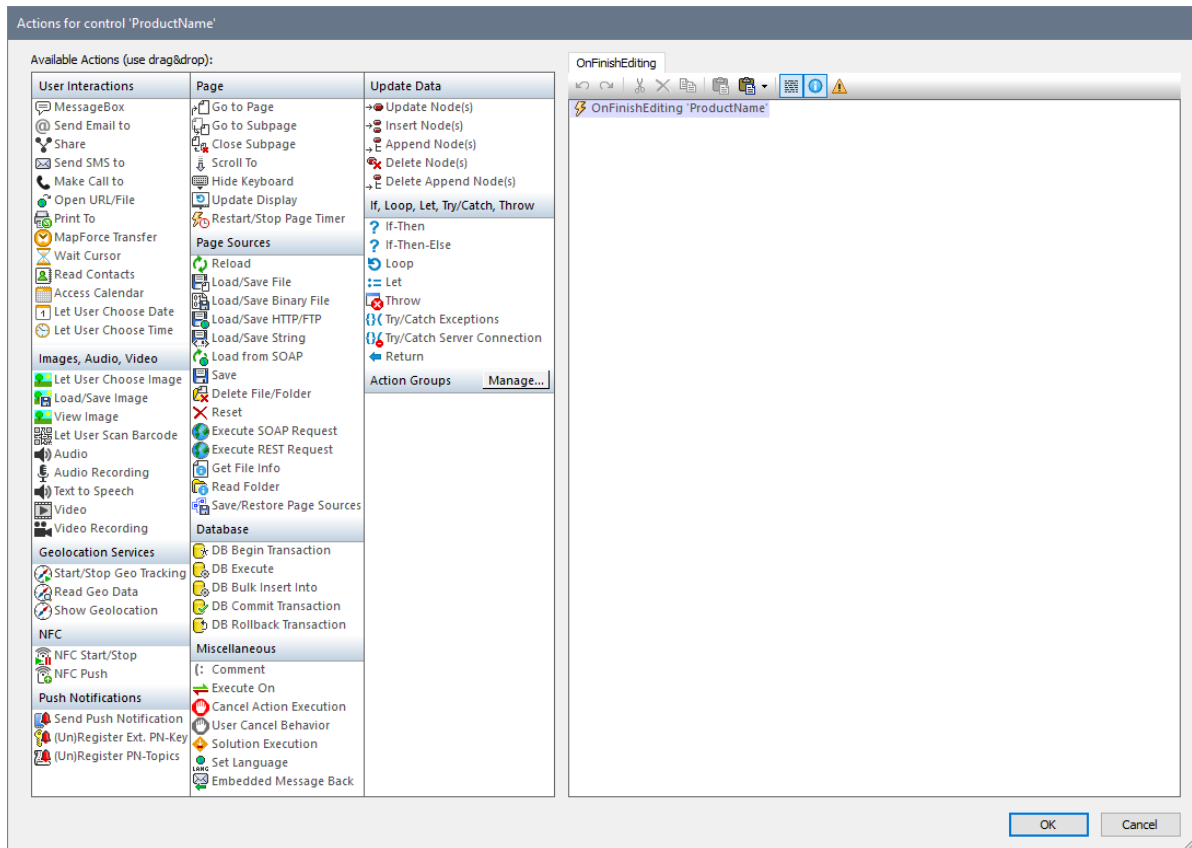 Actions for control 'ProductName'
Available Actions (use drag&drop):
User Interactions
MessageBox
Send Email to
Share
Send SMS to
Make Call to
Open URL/File
Print To
MapForce Transfer
Wait Cursor
Read Contacts
Access Calendar
Let User Choose Date
Let User Choose Time
Images, Audio, Video
Let User Choose Image
Load/Save Image
View Image
Let User Scan Barcode
Audio
Audio Recording
Text to Speech
Video
Video Recording
Geolocation Services
Start/Stop Geo Tracking
Read Geo Data
Show Geolocation
NFC
NFC Start/Stop
NFC Push
Push Notifications
Send Push Notification
(Un)Register Ext. PN-Key
(Un)Register PN-Topics
Page
Go to Page
Go to Subpage
Close Subpage
Scroll To
Hide Keyboard
Update Display
Restart/Stop Page Timer
Page Sources
Reload
Load/Save File
Load/Save Binary File
Load/Save HTTP/FTP
Load/Save String
Load from SOAP
Save
Delete File/Folder
Reset
Execute SOAP Request
Execute REST Request
Get File Info
Read Folder
Save/Restore Page Sources
Database
DB Begin Transaction
DB Execute
DB Bulk Insert Into
DB Commit Transaction
DB Rollback Transaction
Miscellaneous
(: Comment
Execute On
Cancel Action Execution
User Cancel Behavior
Solution Execution
LANG Set Language
Embedded Message Back
Update Data
Update Node(s)
Insert Node(s)
Append Node(s)
Delete Node(s)
Delete Append Node(s)
If, Loop, Let, Try/Catch, Throw
? If-Then
? If-Then-Else
Loop
:= Let
Throw
Try/Catch Exceptions
Try/Catch Server Connection
Return
Action Groups Manage...
OnFinishEditing
OnFinishEditing 'ProductName'
OK Cancel